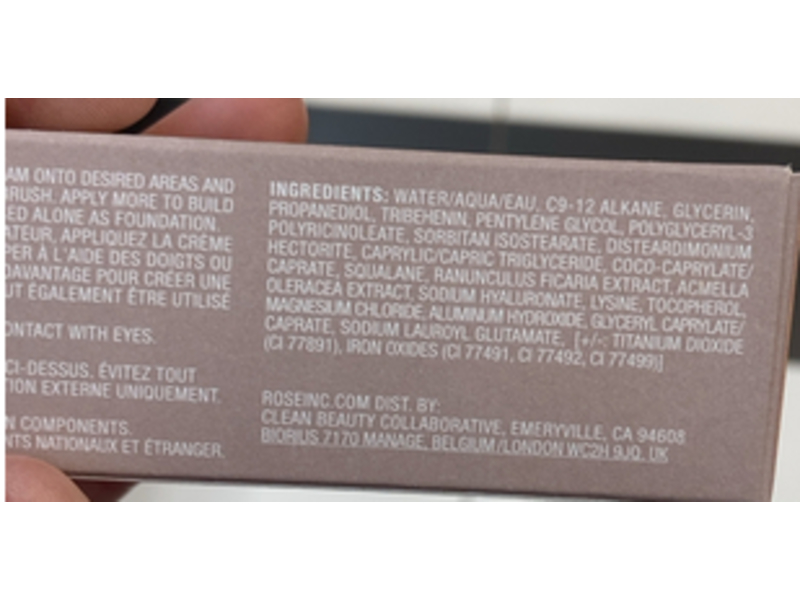 AM ONTO DESIRED AREAS AND
BRUSH. APPLY MORE TO BUILD
ED ALONE AS FOUNDATION.
ATEUR, APPLIQUEZ LA CRÈME
PER À L'AIDE DES DOIGTS OU
DAVANTAGE POUR CRÉER UNE
UT ÉGALEMENT ÊTRE UTILISÉ
CONTACT WITH EYES.
CI-DESSUS. ÉVITEZ TOUT
TION EXTERNE UNIQUEMENT.
N COMPONENTS.
NTS NATIONAUX ET ÉTRANGER.
INGREDIENTS: WATER/AQUA/EAU, C9-12 ALKANE, GLYCERIN,
PROPANEDIOL, TRIBEHENIN, PENTYLENE GLYCOL, POLYGLYCERYL-3
POLYRICINOLEATE, SORBITAN ISOSTEARATE, DISTEARDIMONIUM
HECTORITE, CAPRYLIC/CAPRIC TRIGLYCERIDE, COCO-CAPRYLATE/
CAPRATE, SQUALANE, RANUNCULUS FICARIA EXTRACT, ACMELLA
OLERACEA EXTRACT, SODIUM HYALURONATE, LYSINE, TOCOPHEROL,
MAGNESIUM CHLORIDE, ALUMINUM HYDROXIDE, GLYCERYL CAPRYLATE/
CAPRATE, SODIUM LAUROYL GLUTAMATE, [+/-: TITANIUM DIOXIDE
(CI 77891), IRON OXIDES (CI 77491, CI 77492, CI 77499)]
ROSEINC.COM DIST. BY:
CLEAN BEAUTY COLLABORATIVE, EMERYVILLE, CA 94608
BIORIUS 7170 MANAGE, BELGIUM/LONDON WC2H 9JQ, UK